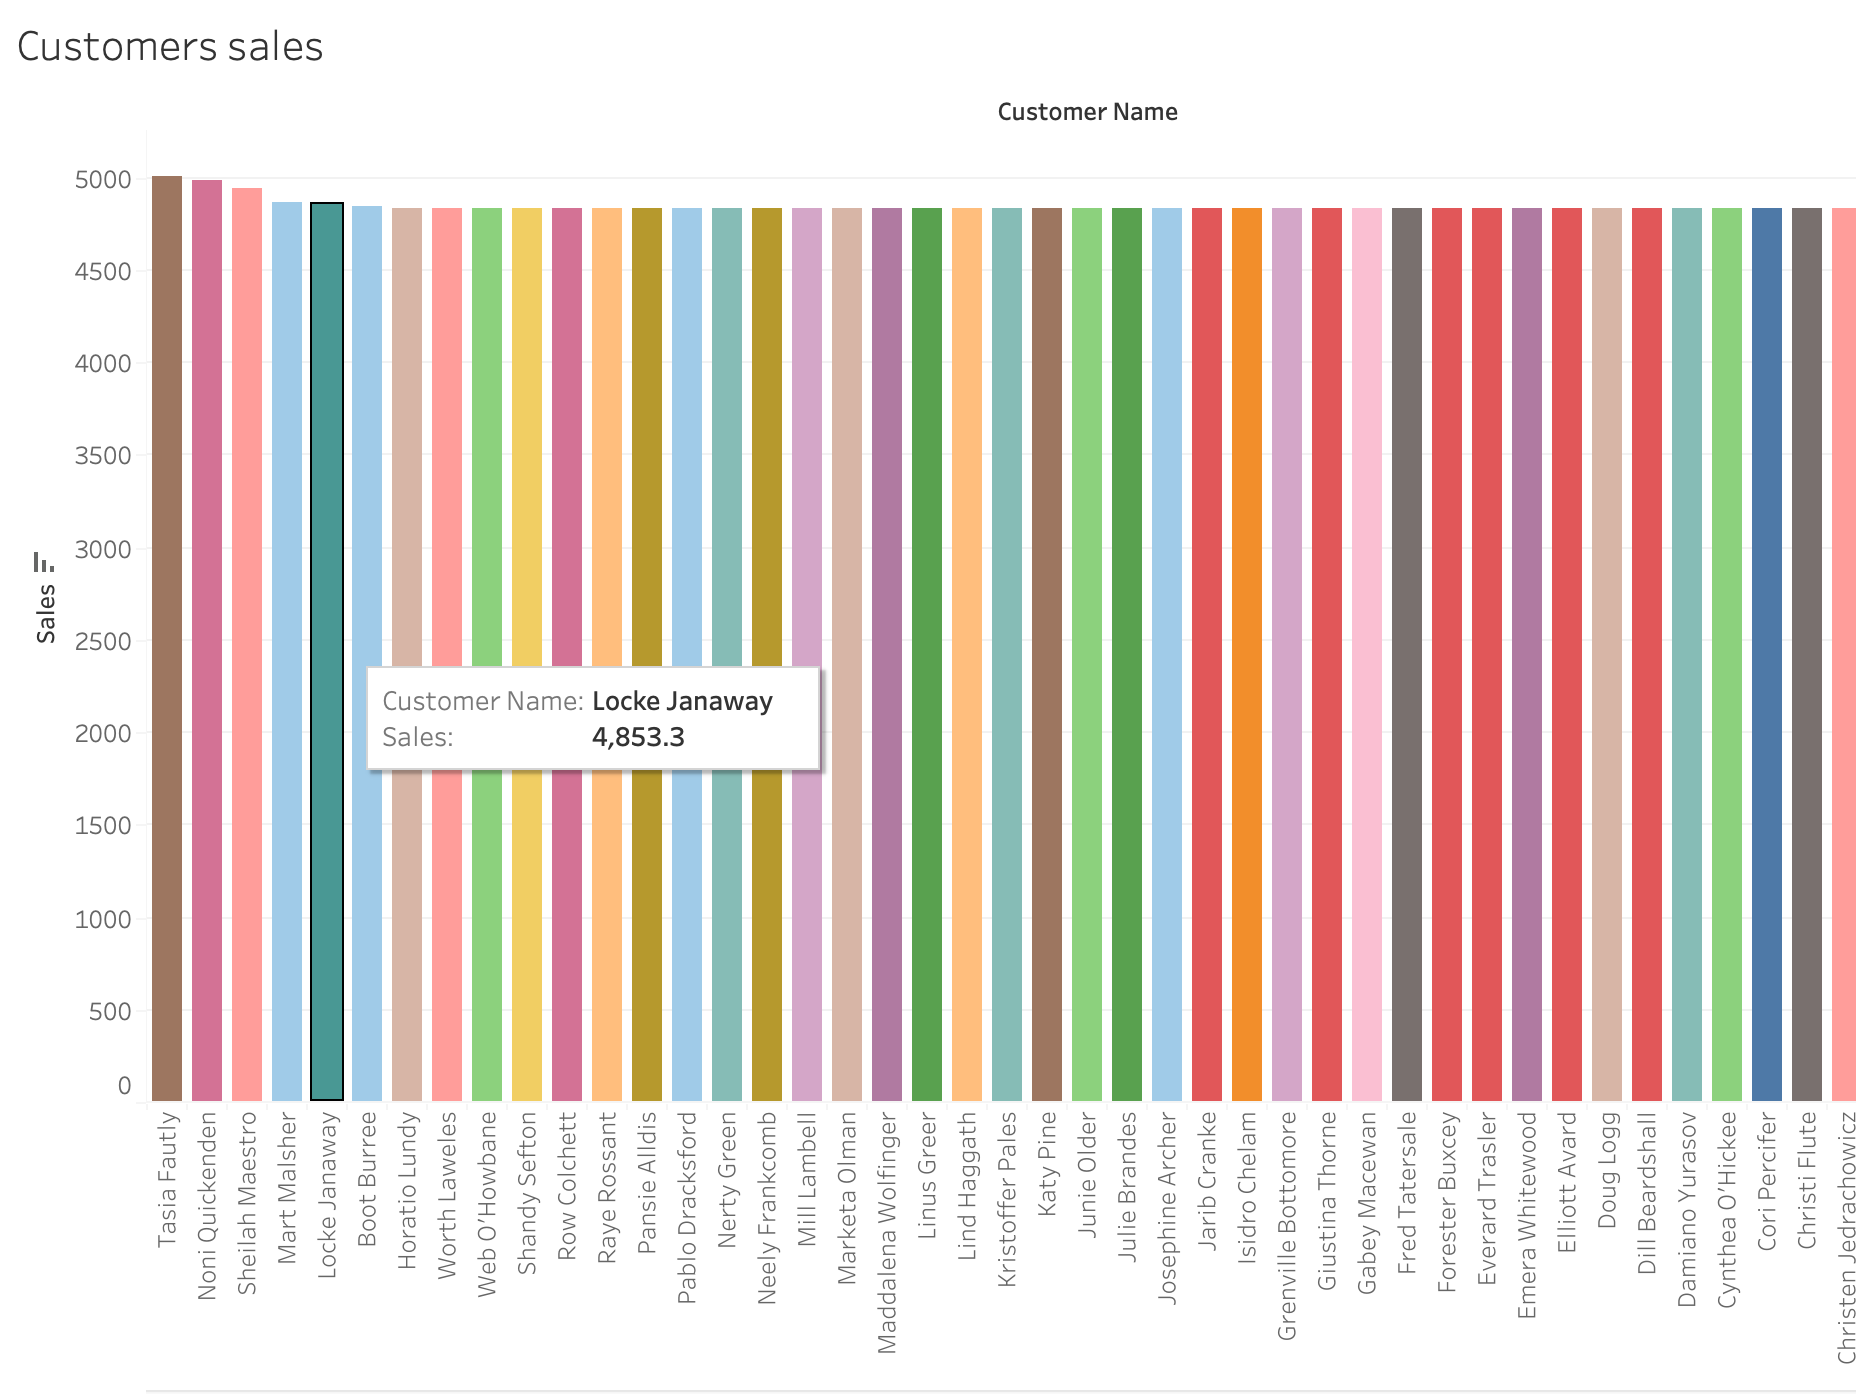 Customers sales
Customer Name
5000
4500
4000
3500
3000
2500
2000
1500
1000
500
0
Sales
Customer Name: Locke Janaway
Sales: 4,853.3
Tasia Fautly
Noni Quickenden
Sheilah Maestro
Mart Malsher
Locke Janaway
Boot Burree
Horatio Lundy
Worth Laweles
Web O'Howbane
Shandy Sefton
Row Colchett
Raye Rossant
Pansie Alldis
Pablo Dracksford
Nerty Green
Neely Frankcomb
Mill Lambell
Marketa Olman
Maddalena Wolfinger
Linus Greer
Lind Haggath
Kristoffer Pales
Katy Pine
Junie Older
Julie Brandes
Josephine Archer
Jarib Cranke
Isidro Chelam
Grenville Bottomore
Giustina Thorne
Gabey Macewan
Fred Tatersale
Forester Buxcey
Everard Trasler
Emera Whitewood
Elliott Avard
Doug Logg
Dill Beardshall
Damiano Yurasov
Cynthea O'Hickee
Cori Percifer
Christi Flute
Christen Jedrachowicz